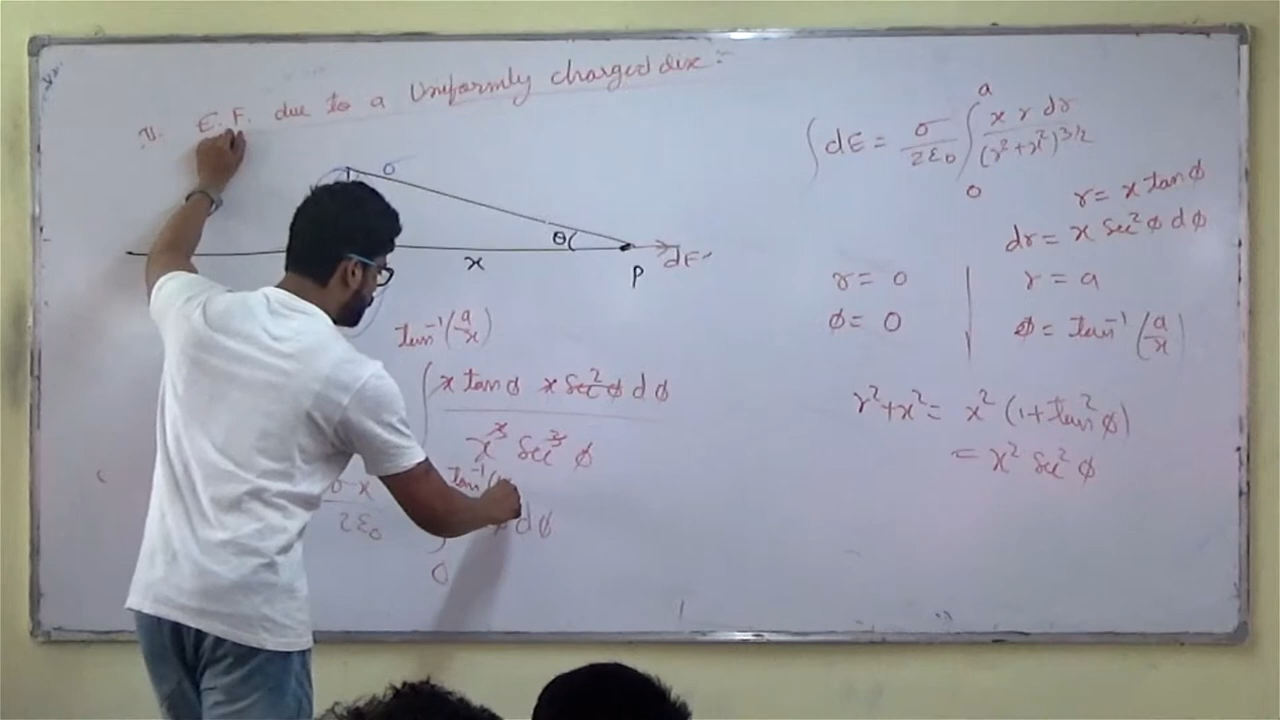 V. E.F. due to a Uniformly charged disc :-
σ
θ
x
P
dE
∫dE = σ/2ε₀ ∫₀ᵃ x r dr/(r²+x²)^3/2
r = x tanϕ
dr = x sec²ϕ dϕ
r = 0 | r = a
ϕ = 0 | ϕ = tan⁻¹(a/x)
r²+x² = x²(1+tan²ϕ)
= x² sec²ϕ
tan⁻¹(a/x)
∫ x tanϕ x sec²ϕ dϕ
x³ sec³ϕ
tan⁻¹(
σ x
2ε₀
dϕ
0